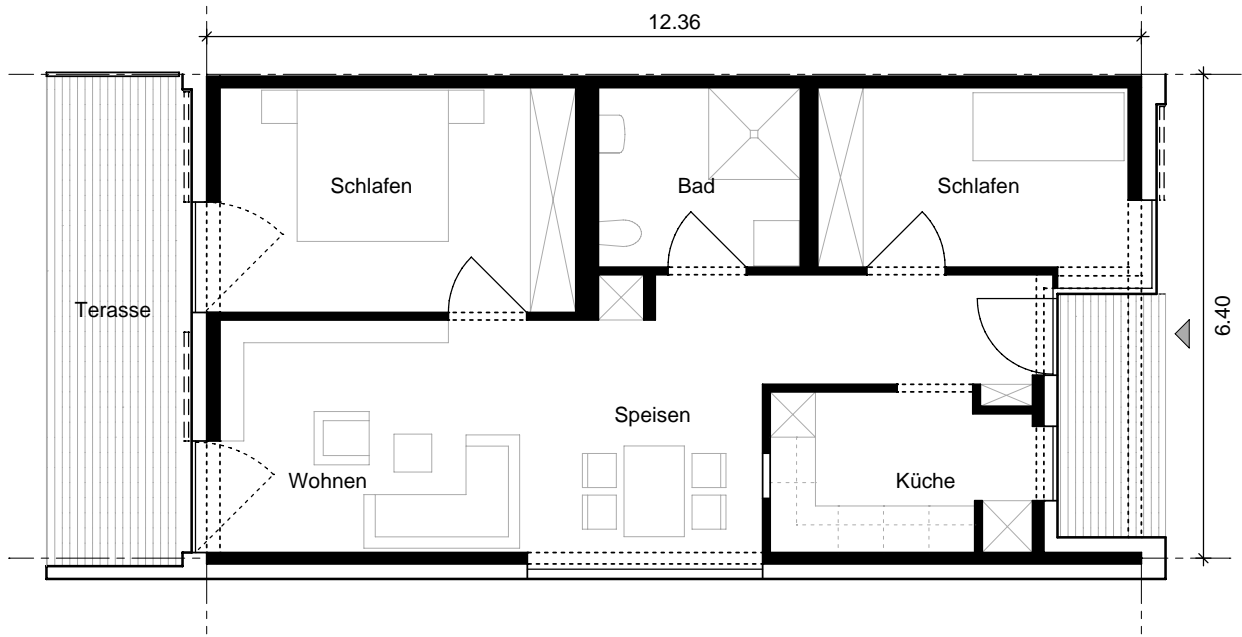 12.36
Schlafen
Bad
Schlafen
Terasse
6.40
Speisen
Wohnen
Küche